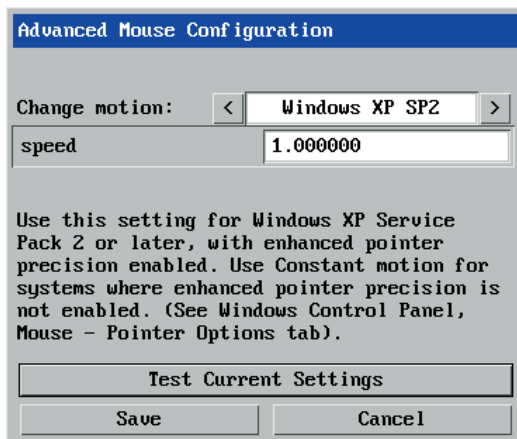 Advanced Mouse Configuration
Change motion: < Windows XP SP2 >
speed 1.000000
Use this setting for Windows XP Service
Pack 2 or later, with enhanced pointer
precision enabled. Use Constant motion for
systems where enhanced pointer precision is
not enabled. (See Windows Control Panel,
Mouse - Pointer Options tab).
Test Current Settings
Save Cancel